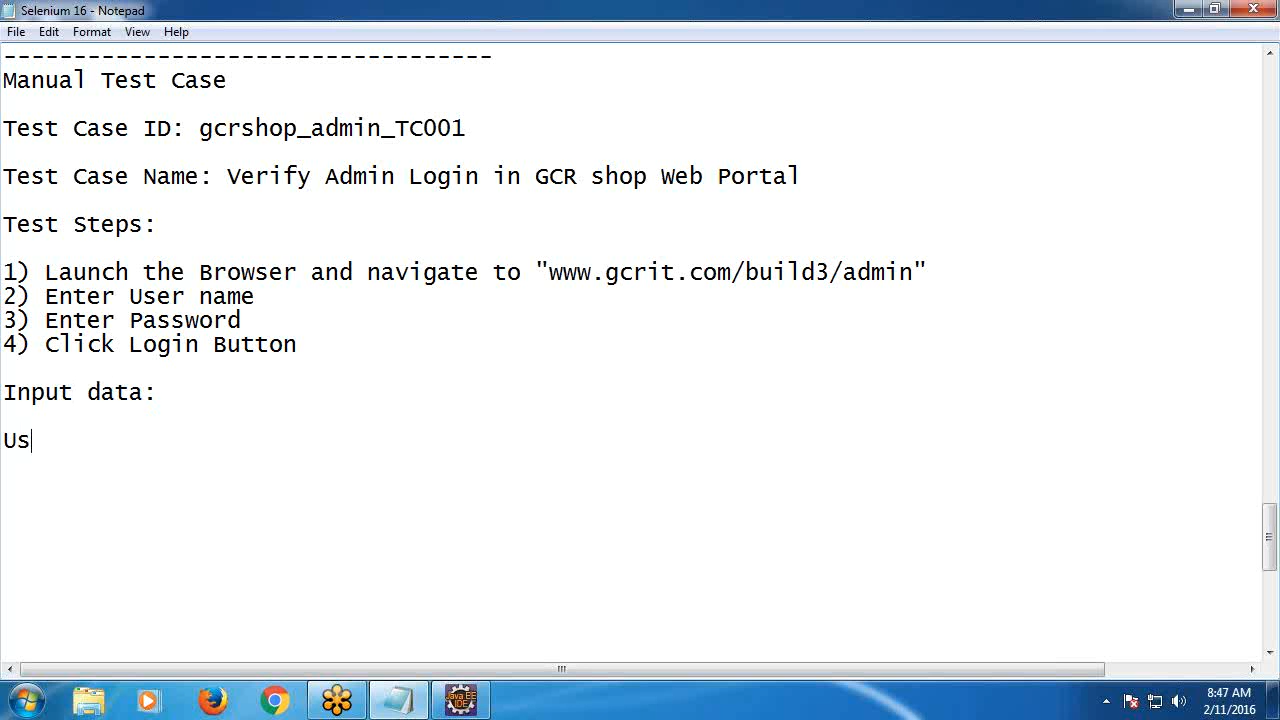 Selenium 16 - Notepad
File Edit Format View Help
-----------------------------------
Manual Test Case
Test Case ID: gcrshop_admin_TC001
Test Case Name: Verify Admin Login in GCR shop Web Portal
Test Steps:
1) Launch the Browser and navigate to "www.gcrit.com/build3/admin"
2) Enter User name
3) Enter Password
4) Click Login Button
Input data:
Us
Java EE
IDE
8:47 AM
2/11/2016